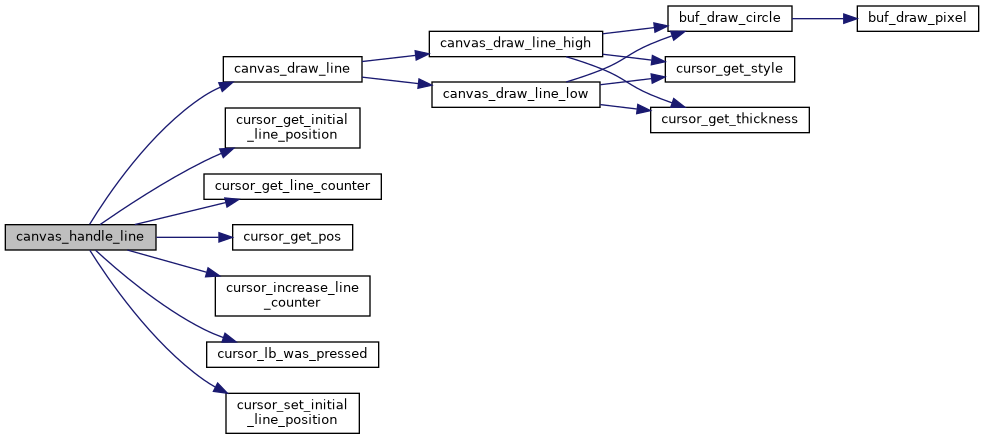 buf_draw_circle
buf_draw_pixel
canvas_draw_line_high
canvas_draw_line
cursor_get_style
canvas_draw_line_low
cursor_get_initial
_line_position
cursor_get_thickness
cursor_get_line_counter
canvas_handle_line
cursor_get_pos
cursor_increase_line
_counter
cursor_lb_was_pressed
cursor_set_initial
_line_position